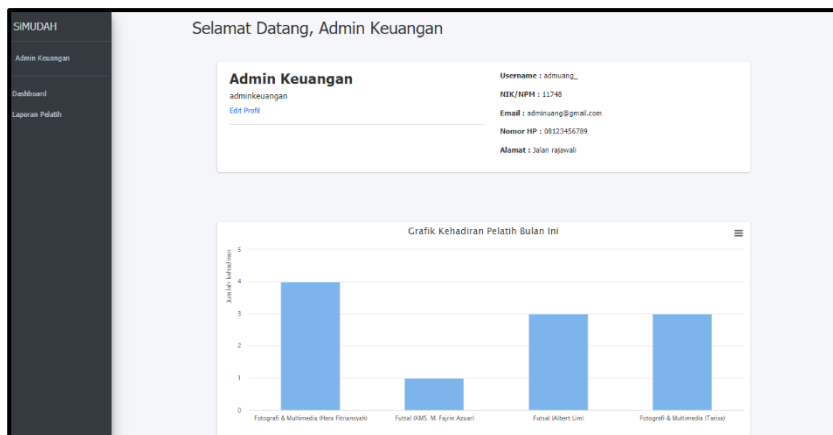 SiMUDAH
Admin Keuangan
Dashboard
Laporan Pelatih
Selamat Datang, Admin Keuangan
Admin Keuangan
adminkeuangan
Edit Profil
Username : admuang_
NIK/NPM : 11748
Email : adminuang@gmail.com
Nomor HP : 08123456789
Alamat : Jalan rajawali
Grafik Kehadiran Pelatih Bulan Ini
Jumlah kehadiran
5
4
3
2
1
0
Fotografi & Multimedia (Hara Fitriansyah)
Futsal (KMS. M. Fajrin Azuar)
Futsal (Albert Lim)
Fotografi & Multimedia (Tarisa)